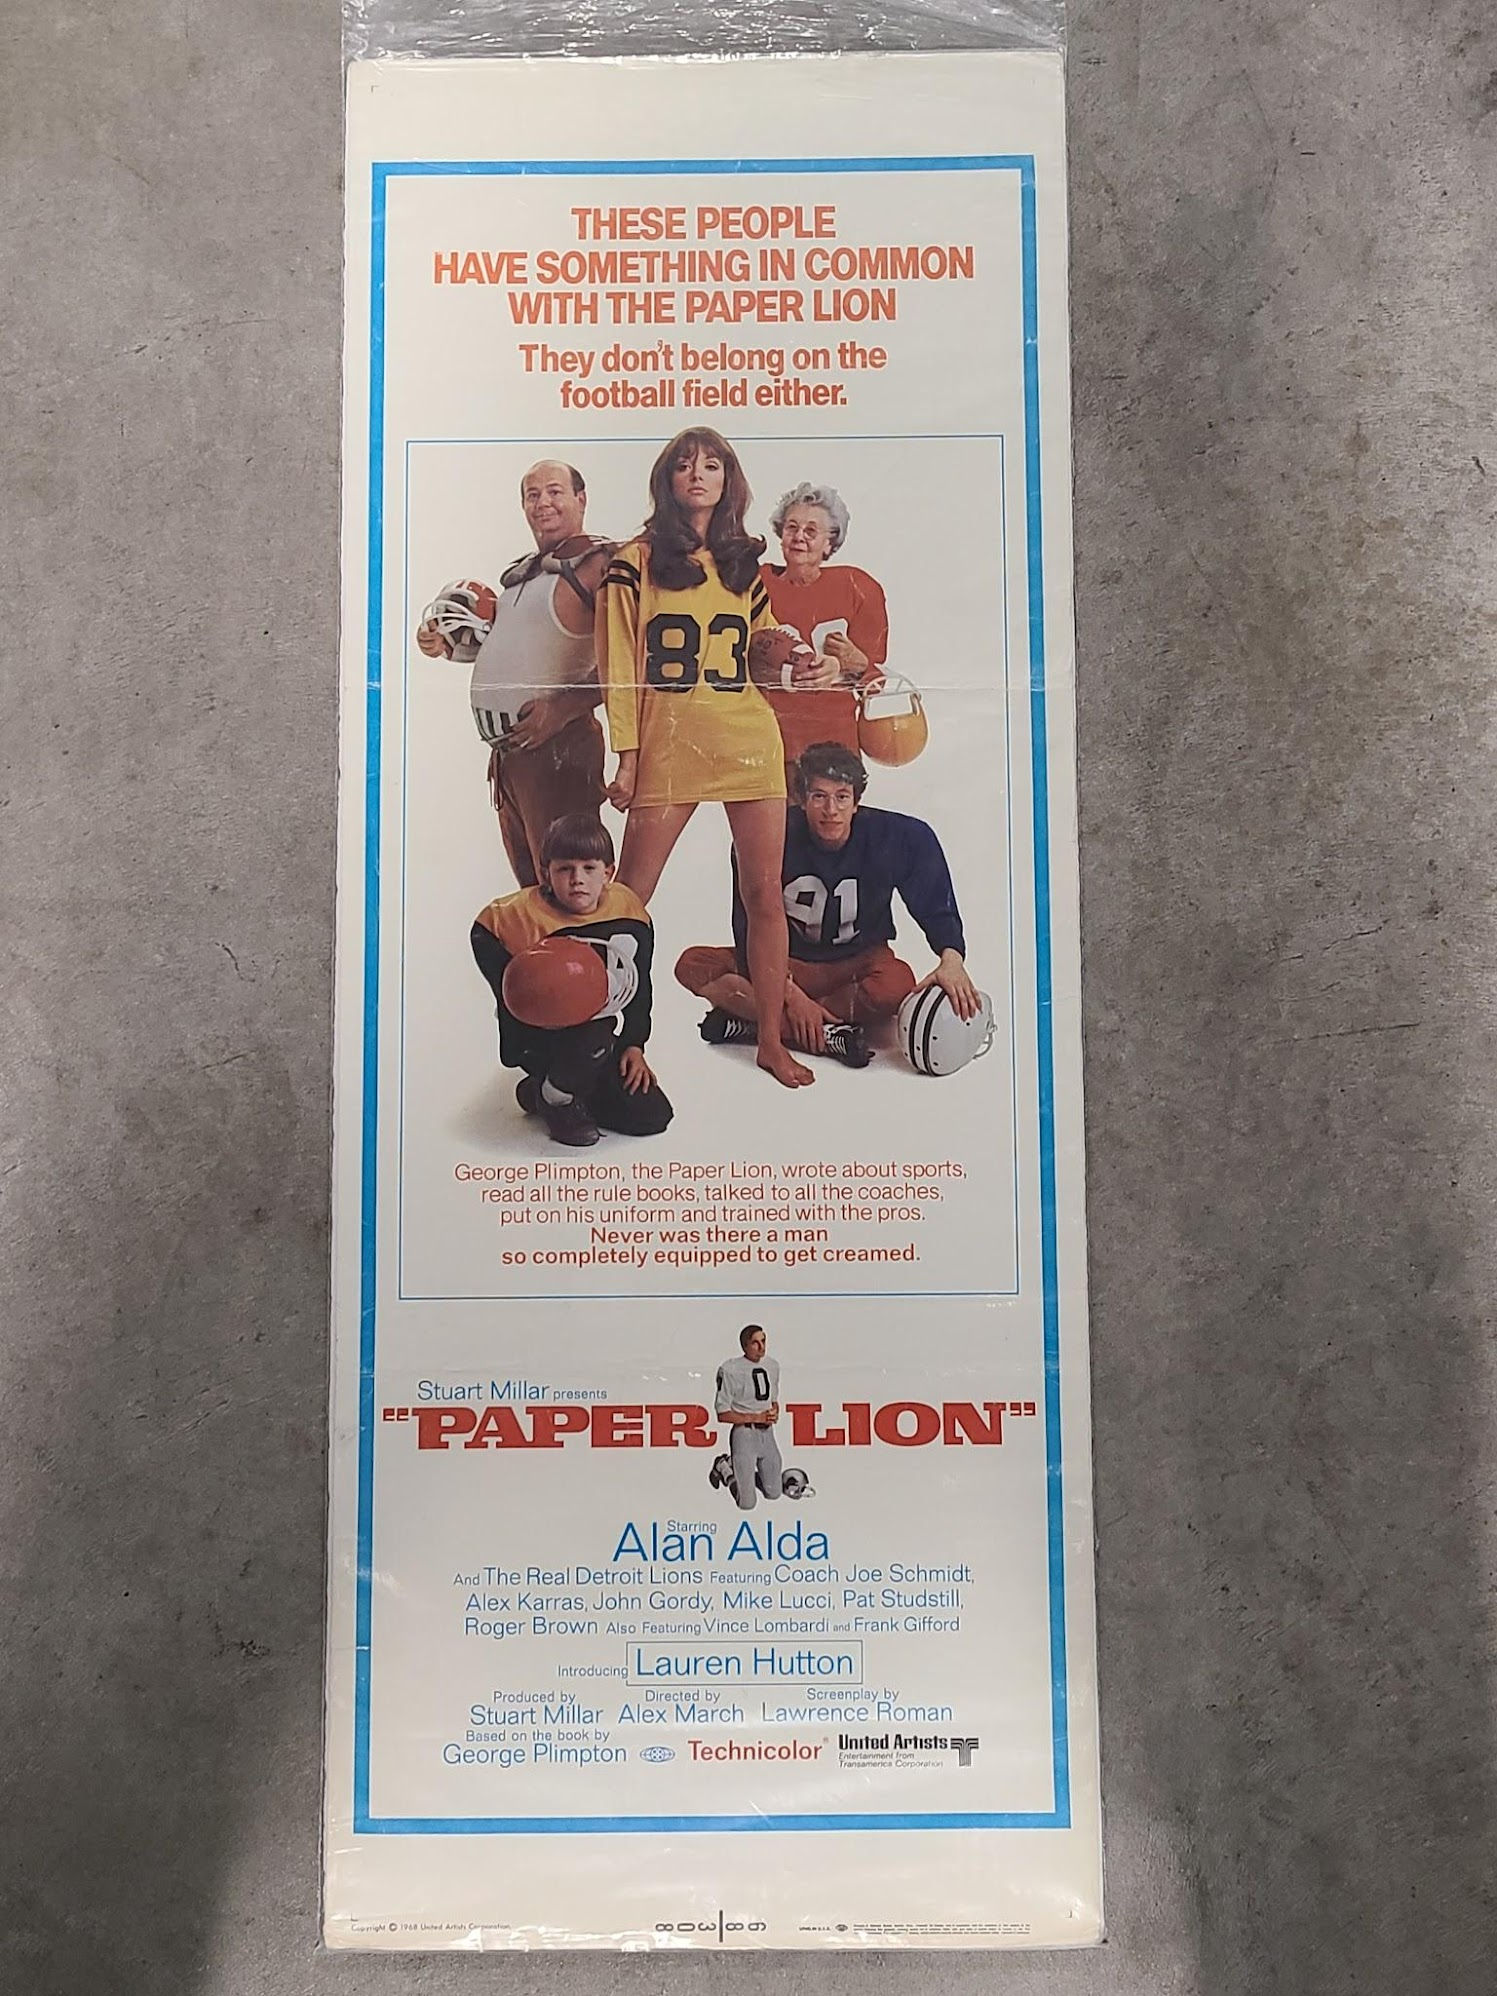 THESE PEOPLE
HAVE SOMETHING IN COMMON
WITH THE PAPER LION
They don't belong on the
football field either.
83
91
George Plimpton, the Paper Lion, wrote about sports,
read all the rule books, talked to all the coaches,
put on his uniform and trained with the pros.
Never was there a man
so completely equipped to get creamed.
Stuart Millar presents
"PAPER LION"
0
Starring
Alan Alda
And The Real Detroit Lions Featuring Coach Joe Schmidt,
Alex Karras, John Gordy, Mike Lucci, Pat Studstill,
Roger Brown Also Featuring Vince Lombardi and Frank Gifford
Introducing Lauren Hutton
Produced by Directed by Screenplay by
Stuart Millar Alex March Lawrence Roman
Based on the book by
George Plimpton Technicolor® United Artists
Entertainment from
Transamerica Corporation
Copyright © 1968 United Artists Corporation.
68|308